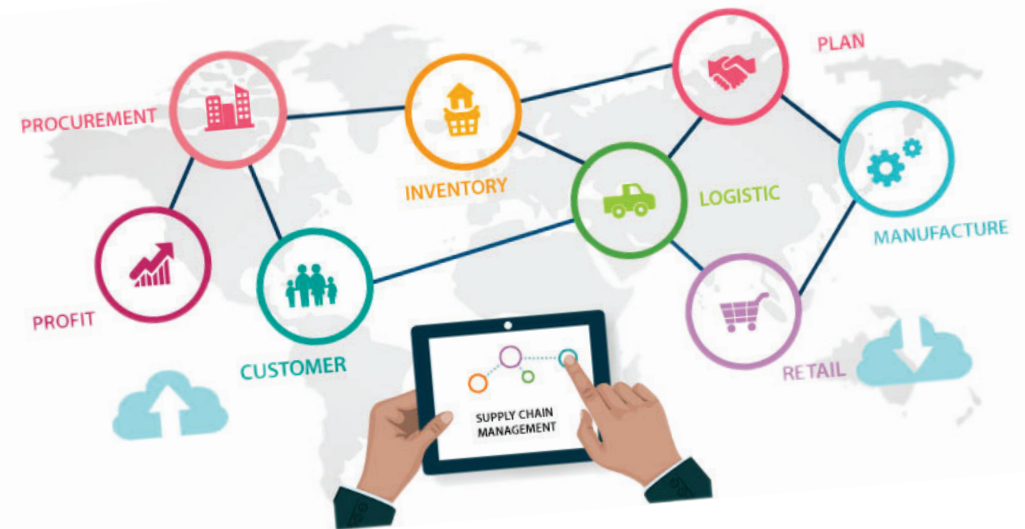 PLAN
PROCUREMENT
INVENTORY
LOGISTIC
MANUFACTURE
PROFIT
CUSTOMER
RETAIL
SUPPLY CHAIN
MANAGEMENT